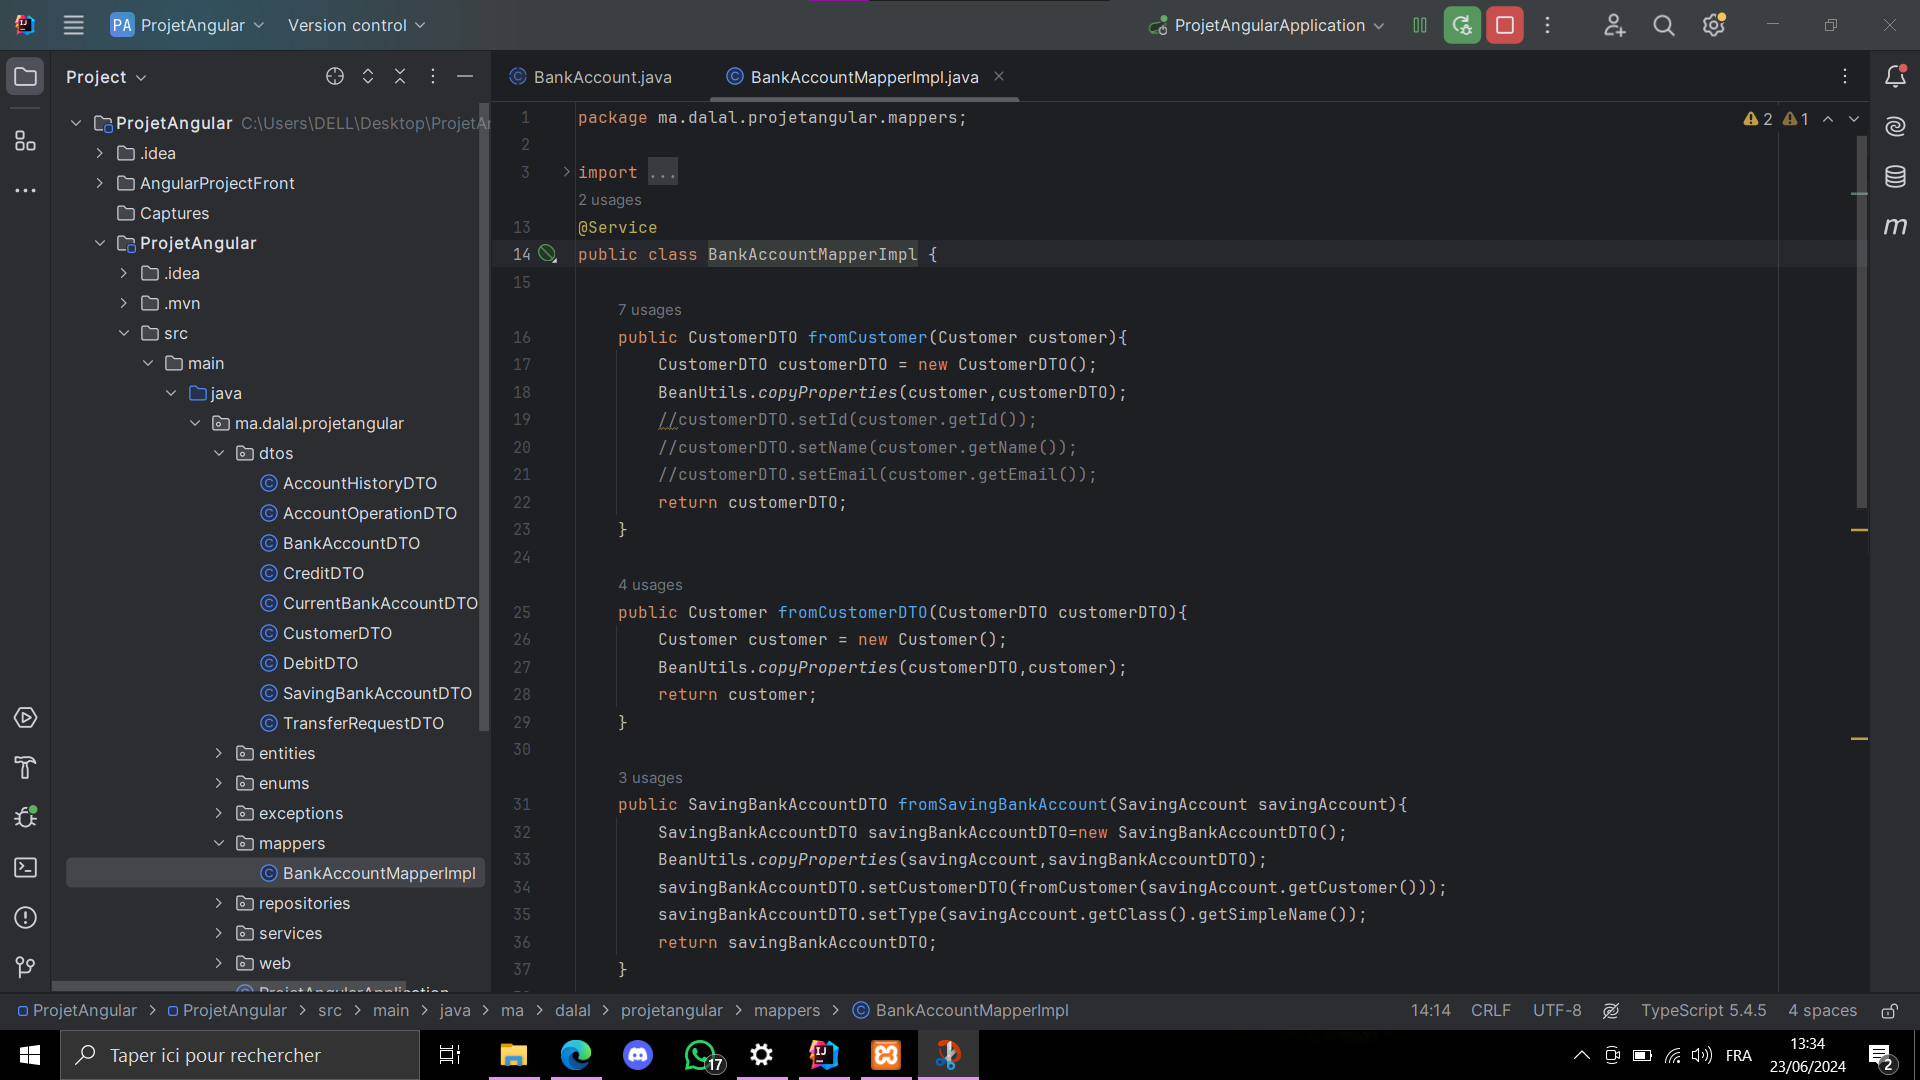 PA ProjetAngular Version control ProjetAngularApplication
Project
BankAccount.java BankAccountMapperImpl.java
ProjetAngular C:\Users\DELL\Desktop\ProjetAn
.idea
AngularProjectFront
Captures
ProjetAngular
.idea
.mvn
src
main
java
ma.dalal.projetangular
dtos
AccountHistoryDTO
AccountOperationDTO
BankAccountDTO
CreditDTO
CurrentBankAccountDTO
CustomerDTO
DebitDTO
SavingBankAccountDTO
TransferRequestDTO
entities
enums
exceptions
mappers
BankAccountMapperImpl
repositories
services
web
ProjetAngularApplication
2 1
1 package ma.dalal.projetangular.mappers;
2
3 import ...
2 usages
13 @Service
14 public class BankAccountMapperImpl {
15
7 usages
16 public CustomerDTO fromCustomer(Customer customer){
17 CustomerDTO customerDTO = new CustomerDTO();
18 BeanUtils.copyProperties(customer,customerDTO);
19 //customerDTO.setId(customer.getId());
20 //customerDTO.setName(customer.getName());
21 //customerDTO.setEmail(customer.getEmail());
22 return customerDTO;
23 }
24
4 usages
25 public Customer fromCustomerDTO(CustomerDTO customerDTO){
26 Customer customer = new Customer();
27 BeanUtils.copyProperties(customerDTO,customer);
28 return customer;
29 }
30
3 usages
31 public SavingBankAccountDTO fromSavingBankAccount(SavingAccount savingAccount){
32 SavingBankAccountDTO savingBankAccountDTO=new SavingBankAccountDTO();
33 BeanUtils.copyProperties(savingAccount,savingBankAccountDTO);
34 savingBankAccountDTO.setCustomerDTO(fromCustomer(savingAccount.getCustomer()));
35 savingBankAccountDTO.setType(savingAccount.getClass().getSimpleName());
36 return savingBankAccountDTO;
37 }
ProjetAngular > ProjetAngular > src > main > java > ma > dalal > projetangular > mappers > BankAccountMapperImpl 14:14 CRLF UTF-8 TypeScript 5.4.5 4 spaces
Taper ici pour rechercher 17 FRA 13:34
23/06/2024 2